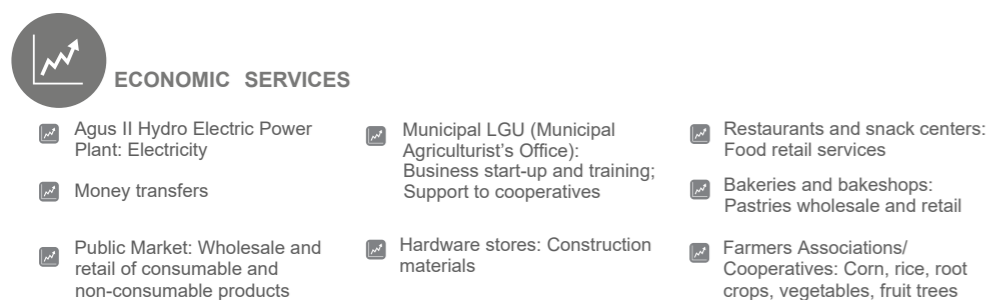 ECONOMIC SERVICES
Agus II Hydro Electric Power
Plant: Electricity
Money transfers
Public Market: Wholesale and
retail of consumable and
non-consumable products
Municipal LGU (Municipal
Agriculturist’s Office):
Business start-up and training;
Support to cooperatives
Hardware stores: Construction
materials
Restaurants and snack centers:
Food retail services
Bakeries and bakeshops:
Pastries wholesale and retail
Farmers Associations/
Cooperatives: Corn, rice, root
crops, vegetables, fruit trees